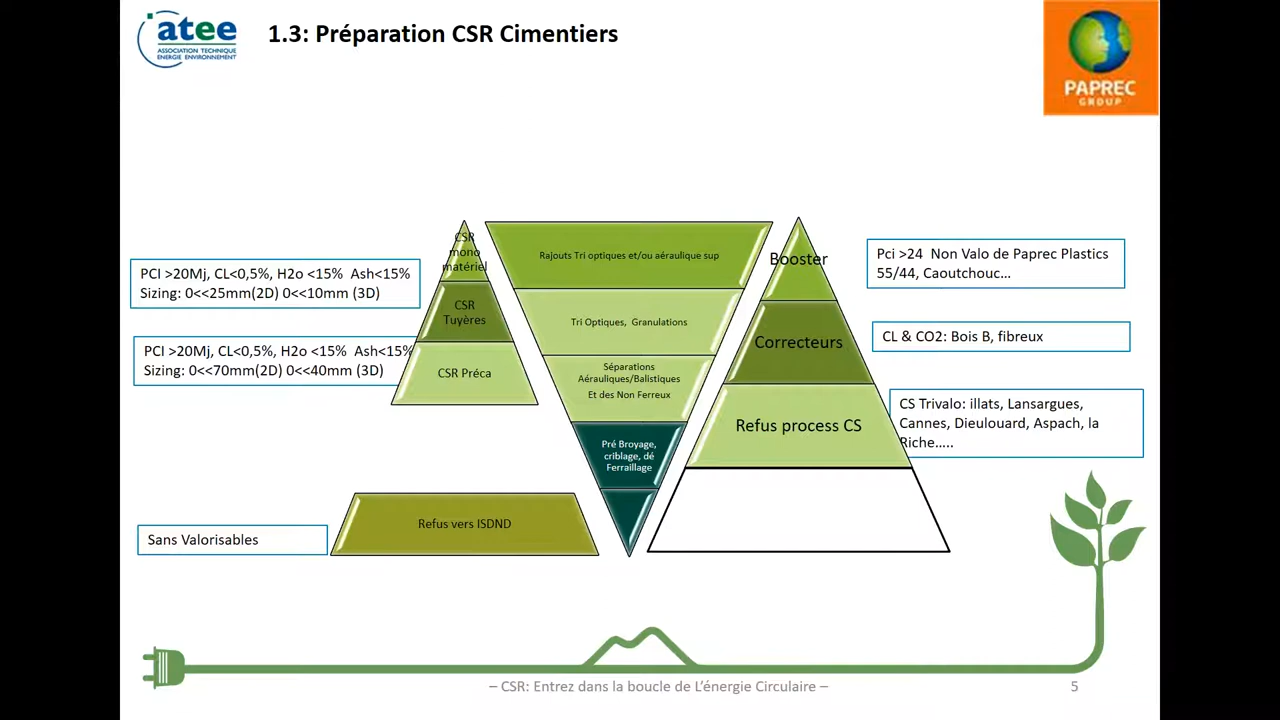 atee
ASSOCIATION TECHNIQUE
ENERGIE ENVIRONNEMENT
1.3: Préparation CSR Cimentiers
PAPREC
GROUP
PCI >20Mj, CL<0,5%, H2o <15%  Ash<15%
Sizing: 0<<25mm(2D) 0<<10mm (3D)
PCI >20Mj, CL<0,5%, H2o <15%  Ash<15%
Sizing: 0<<70mm(2D) 0<<40mm (3D)
Sans Valorisables
CSR
mono
matériel
CSR
Tuyères
CSR Préca
Refus vers ISDND
Rajouts Tri optiques et/ou aéraulique sup
Tri Optiques,  Granulations
Séparations
Aérauliques/Balistiques
Et des Non Ferreux
Pré Broyage,
criblage, dé
Ferraillage
Booster
Correcteurs
Refus process CS
Pci >24  Non Valo de Paprec Plastics
55/44, Caoutchouc…
CL & CO2: Bois B, fibreux
CS Trivalo: illats, Lansargues,
Cannes, Dieulouard, Aspach, la
Riche…..
– CSR: Entrez dans la boucle de L’énergie Circulaire –
5